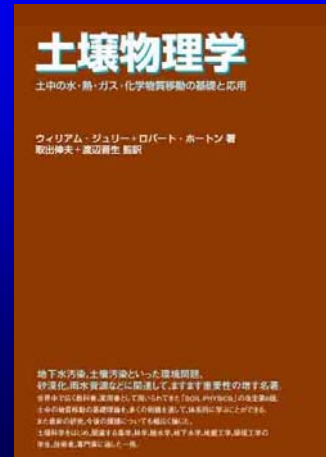 土壌物理学
土中の水・熱・ガス・化学物質移動の基礎と応用
ウィリアム・ジュリー+ロバート・ホートン 著
取出伸夫+渡辺晋生 監訳
地下水汚染、土壌汚染といった環境問題、
砂漠化、雨水資源などに関連して、ますます重要性の増す名著。
世界中で広く教科書、実用書として用いられてきた「SOIL PHYSICS」の改定第6版。
土中の物質移動の基礎理論を、多くの例題を通して、体系的に学ぶことができる。
また最新の研究、今後の課題についても幅広く論じた。
土壌科学をはじめ、関連する農学、林学、地水学、地下水学、地盤工学、環境工学の
学生、技術者、専門家に適した一冊。